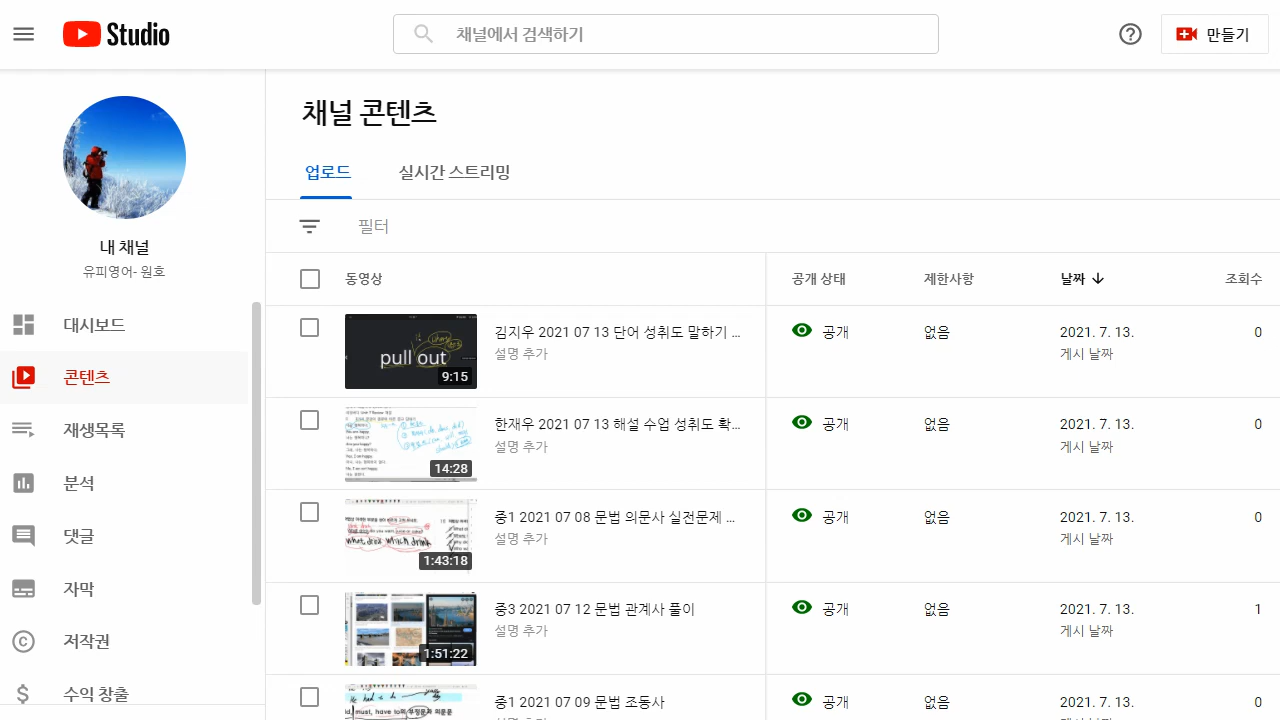 Studio
채널에서 검색하기
만들기
내 채널
유피영어- 원호
대시보드
콘텐츠
재생목록
분석
댓글
자막
저작권
수익 창출
채널 콘텐츠
업로드 실시간 스트리밍
필터
동영상 공개 상태 제한사항 날짜 조회수
pull out
9:15
김지우 2021 07 13 단어 성취도 말하기 ... 공개 없음 2021. 7. 13. 0
설명 추가 게시 날짜
14:28
한재우 2021 07 13 해설 수업 성취도 확... 공개 없음 2021. 7. 13. 0
설명 추가 게시 날짜
1:43:18
중1 2021 07 08 문법 의문사 실전문제 ... 공개 없음 2021. 7. 13. 0
설명 추가 게시 날짜
1:51:22
중3 2021 07 12 문법 관계사 풀이 공개 없음 2021. 7. 13. 1
설명 추가 게시 날짜
중1 2021 07 09 문법 조동사 공개 없음 2021. 7. 13. 0